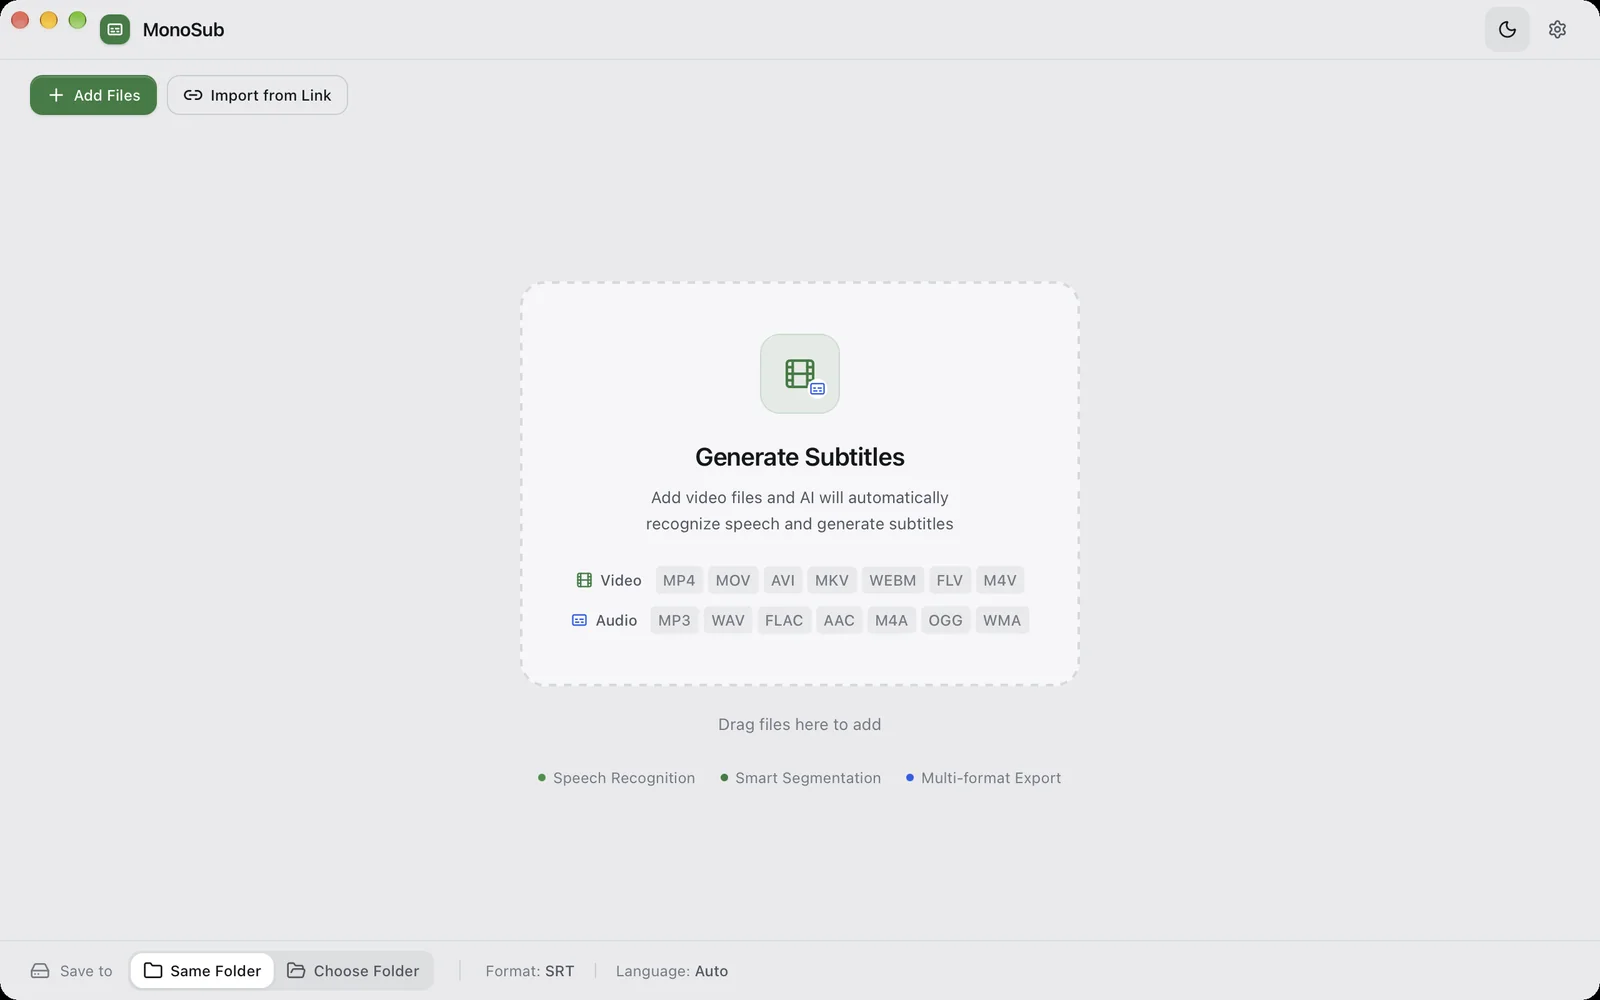 MonoSub
Add Files
Import from Link
Generate Subtitles
Add video files and AI will automatically
recognize speech and generate subtitles
Video MP4 MOV AVI MKV WEBM FLV M4V
Audio MP3 WAV FLAC AAC M4A OGG WMA
Drag files here to add
Speech Recognition Smart Segmentation Multi-format Export
Save to Same Folder Choose Folder Format: SRT Language: Auto